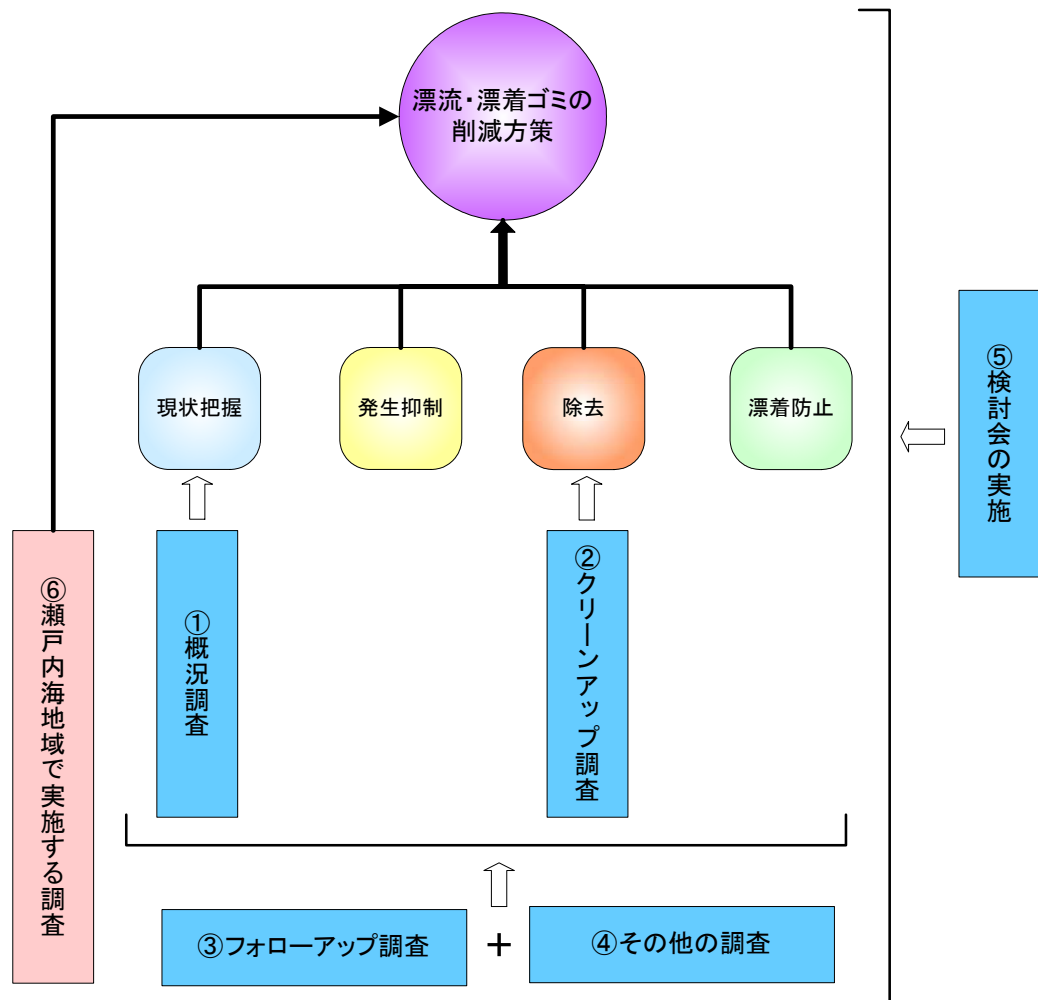 漂流・漂着ゴミの
削減方策
現状把握
発生抑制
除去
漂着防止
⑤検討会の実施
①概況調査
②クリーンアップ調査
⑥瀬戸内海地域で実施する調査
③フォローアップ調査
+
④その他の調査